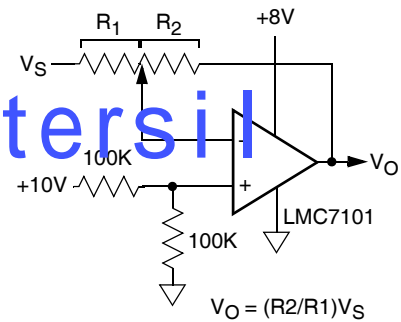 R1 R2
+8V
VS
tersil
100K
+10V
VO
100K
LMC7101
VO = (R2/R1)VS